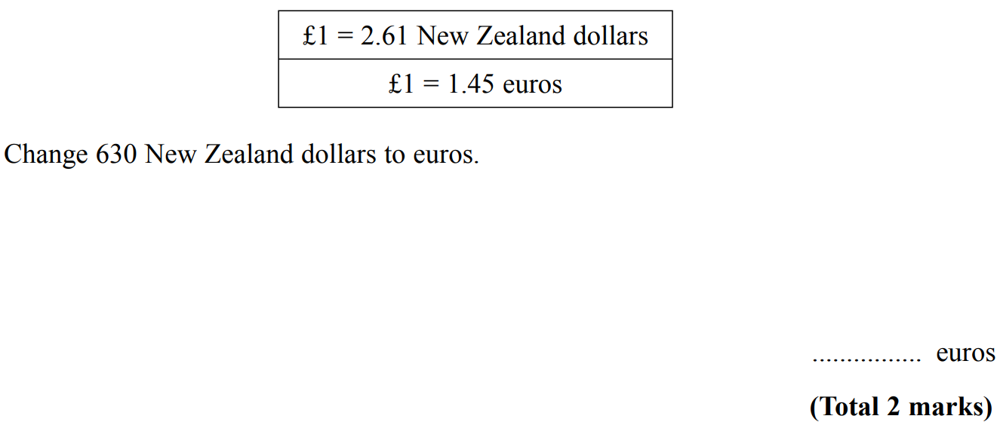 £1 = 2.61 New Zealand dollars
£1 = 1.45 euros
Change 630 New Zealand dollars to euros.
................ euros
(Total 2 marks)